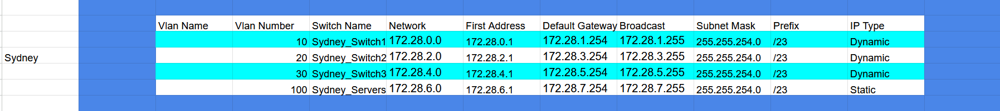 Vlan Name Vlan Number Switch Name Network First Address Default Gateway Broadcast Subnet Mask Prefix IP Type
10 Sydney_Switch1 172.28.0.0 172.28.0.1 172.28.1.254 172.28.1.255 255.255.254.0 /23 Dynamic
Sydney 20 Sydney_Switch2 172.28.2.0 172.28.2.1 172.28.3.254 172.28.3.255 255.255.254.0 /23 Dynamic
30 Sydney_Switch3 172.28.4.0 172.28.4.1 172.28.5.254 172.28.5.255 255.255.254.0 /23 Dynamic
100 Sydney_Servers 172.28.6.0 172.28.6.1 172.28.7.254 172.28.7.255 255.255.254.0 /23 Static